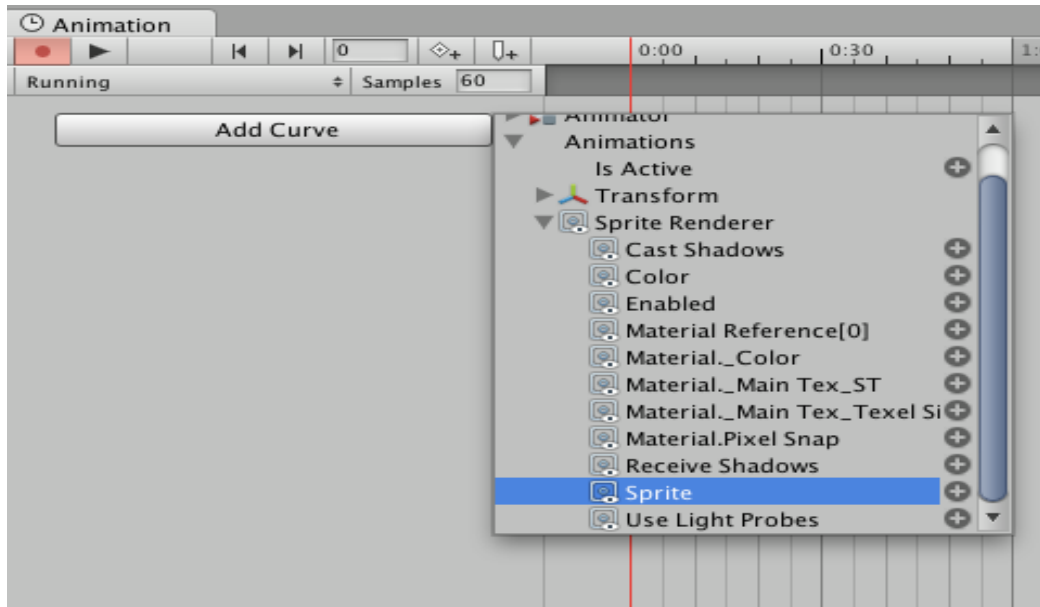 Animation
0 0:00 0:30 1:
Running Samples 60
Add Curve
Animator
Animations
Is Active
Transform
Sprite Renderer
Cast Shadows
Color
Enabled
Material Reference[0]
Material._Color
Material._Main Tex_ST
Material._Main Tex_Texel Si
Material.Pixel Snap
Receive Shadows
Sprite
Use Light Probes